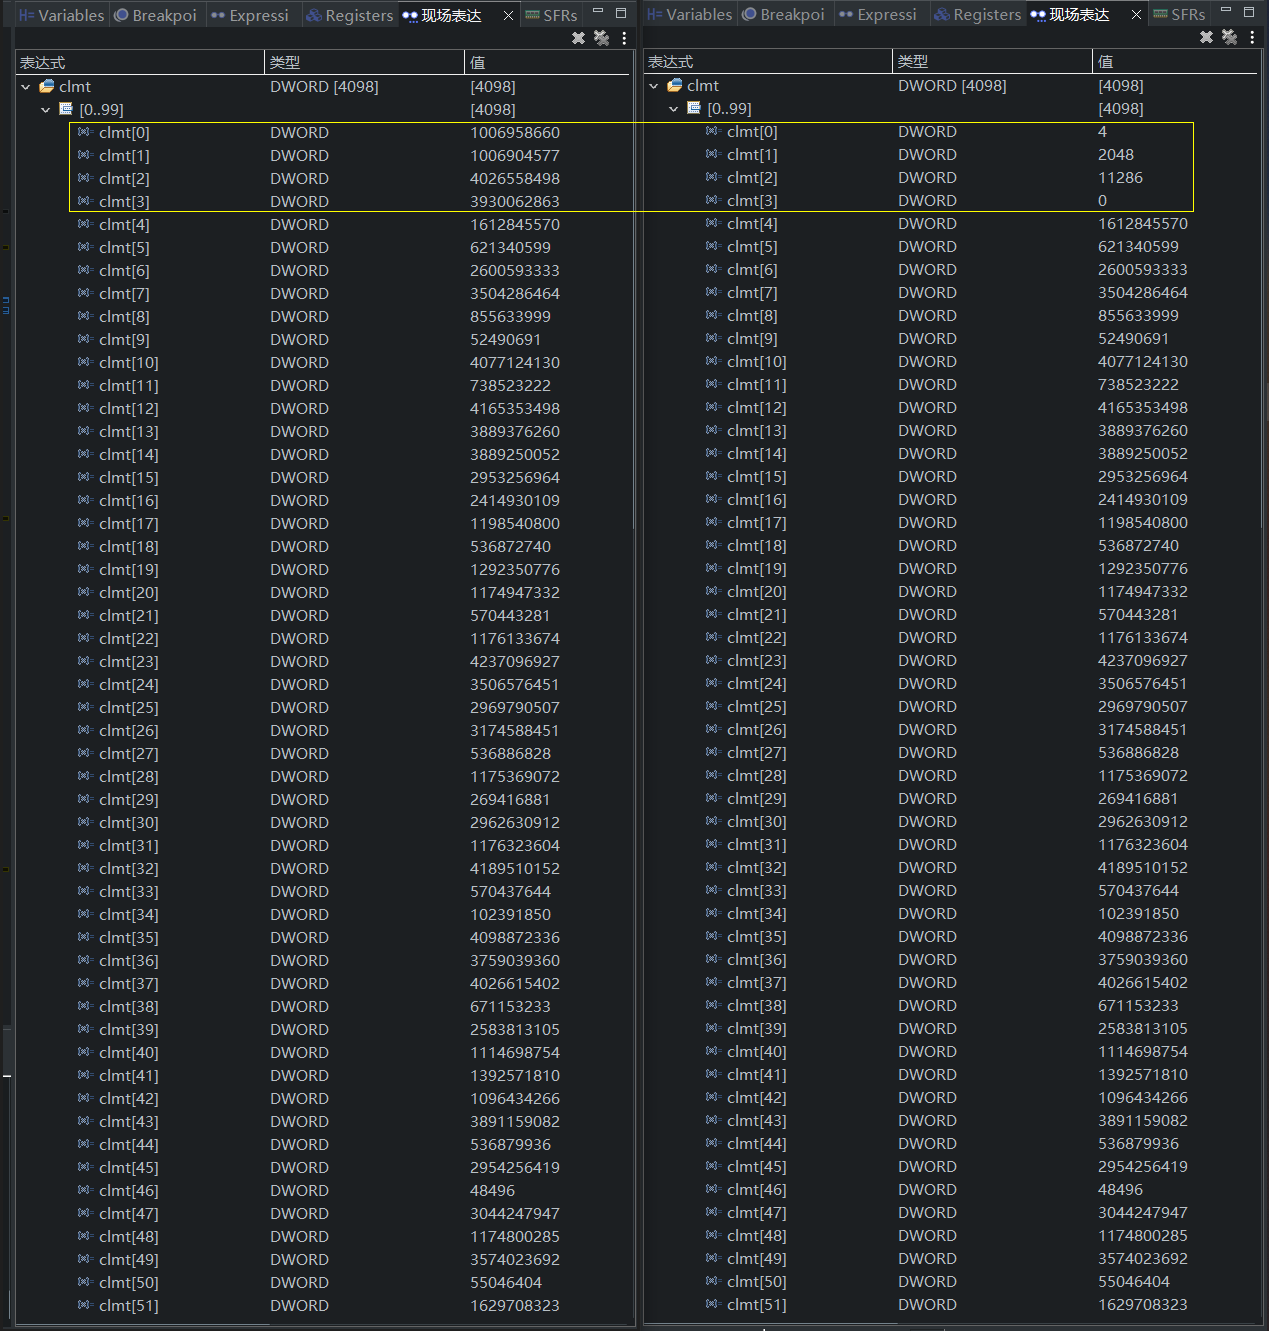 Variables Breakpoi Expressi Registers 现场表达 SFRs
表达式 类型 值
clmt DWORD [4098] [4098]
[0..99] [4098]
clmt[0] DWORD 1006958660
clmt[1] DWORD 1006904577
clmt[2] DWORD 4026558498
clmt[3] DWORD 3930062863
clmt[4] DWORD 1612845570
clmt[5] DWORD 621340599
clmt[6] DWORD 2600593333
clmt[7] DWORD 3504286464
clmt[8] DWORD 855633999
clmt[9] DWORD 52490691
clmt[10] DWORD 4077124130
clmt[11] DWORD 738523222
clmt[12] DWORD 4165353498
clmt[13] DWORD 3889376260
clmt[14] DWORD 3889250052
clmt[15] DWORD 2953256964
clmt[16] DWORD 2414930109
clmt[17] DWORD 1198540800
clmt[18] DWORD 536872740
clmt[19] DWORD 1292350776
clmt[20] DWORD 1174947332
clmt[21] DWORD 570443281
clmt[22] DWORD 1176133674
clmt[23] DWORD 4237096927
clmt[24] DWORD 3506576451
clmt[25] DWORD 2969790507
clmt[26] DWORD 3174588451
clmt[27] DWORD 536886828
clmt[28] DWORD 1175369072
clmt[29] DWORD 269416881
clmt[30] DWORD 2962630912
clmt[31] DWORD 1176323604
clmt[32] DWORD 4189510152
clmt[33] DWORD 570437644
clmt[34] DWORD 102391850
clmt[35] DWORD 4098872336
clmt[36] DWORD 3759039360
clmt[37] DWORD 4026615402
clmt[38] DWORD 671153233
clmt[39] DWORD 2583813105
clmt[40] DWORD 1114698754
clmt[41] DWORD 1392571810
clmt[42] DWORD 1096434266
clmt[43] DWORD 3891159082
clmt[44] DWORD 536879936
clmt[45] DWORD 2954256419
clmt[46] DWORD 48496
clmt[47] DWORD 3044247947
clmt[48] DWORD 1174800285
clmt[49] DWORD 3574023692
clmt[50] DWORD 55046404
clmt[51] DWORD 1629708323
Variables Breakpoi Expressi Registers 现场表达 SFRs
表达式 类型 值
clmt DWORD [4098] [4098]
[0..99] [4098]
clmt[0] DWORD 4
clmt[1] DWORD 2048
clmt[2] DWORD 11286
clmt[3] DWORD 0
clmt[4] DWORD 1612845570
clmt[5] DWORD 621340599
clmt[6] DWORD 2600593333
clmt[7] DWORD 3504286464
clmt[8] DWORD 855633999
clmt[9] DWORD 52490691
clmt[10] DWORD 4077124130
clmt[11] DWORD 738523222
clmt[12] DWORD 4165353498
clmt[13] DWORD 3889376260
clmt[14] DWORD 3889250052
clmt[15] DWORD 2953256964
clmt[16] DWORD 2414930109
clmt[17] DWORD 1198540800
clmt[18] DWORD 536872740
clmt[19] DWORD 1292350776
clmt[20] DWORD 1174947332
clmt[21] DWORD 570443281
clmt[22] DWORD 1176133674
clmt[23] DWORD 4237096927
clmt[24] DWORD 3506576451
clmt[25] DWORD 2969790507
clmt[26] DWORD 3174588451
clmt[27] DWORD 536886828
clmt[28] DWORD 1175369072
clmt[29] DWORD 269416881
clmt[30] DWORD 2962630912
clmt[31] DWORD 1176323604
clmt[32] DWORD 4189510152
clmt[33] DWORD 570437644
clmt[34] DWORD 102391850
clmt[35] DWORD 4098872336
clmt[36] DWORD 3759039360
clmt[37] DWORD 4026615402
clmt[38] DWORD 671153233
clmt[39] DWORD 2583813105
clmt[40] DWORD 1114698754
clmt[41] DWORD 1392571810
clmt[42] DWORD 1096434266
clmt[43] DWORD 3891159082
clmt[44] DWORD 536879936
clmt[45] DWORD 2954256419
clmt[46] DWORD 48496
clmt[47] DWORD 3044247947
clmt[48] DWORD 1174800285
clmt[49] DWORD 3574023692
clmt[50] DWORD 55046404
clmt[51] DWORD 1629708323